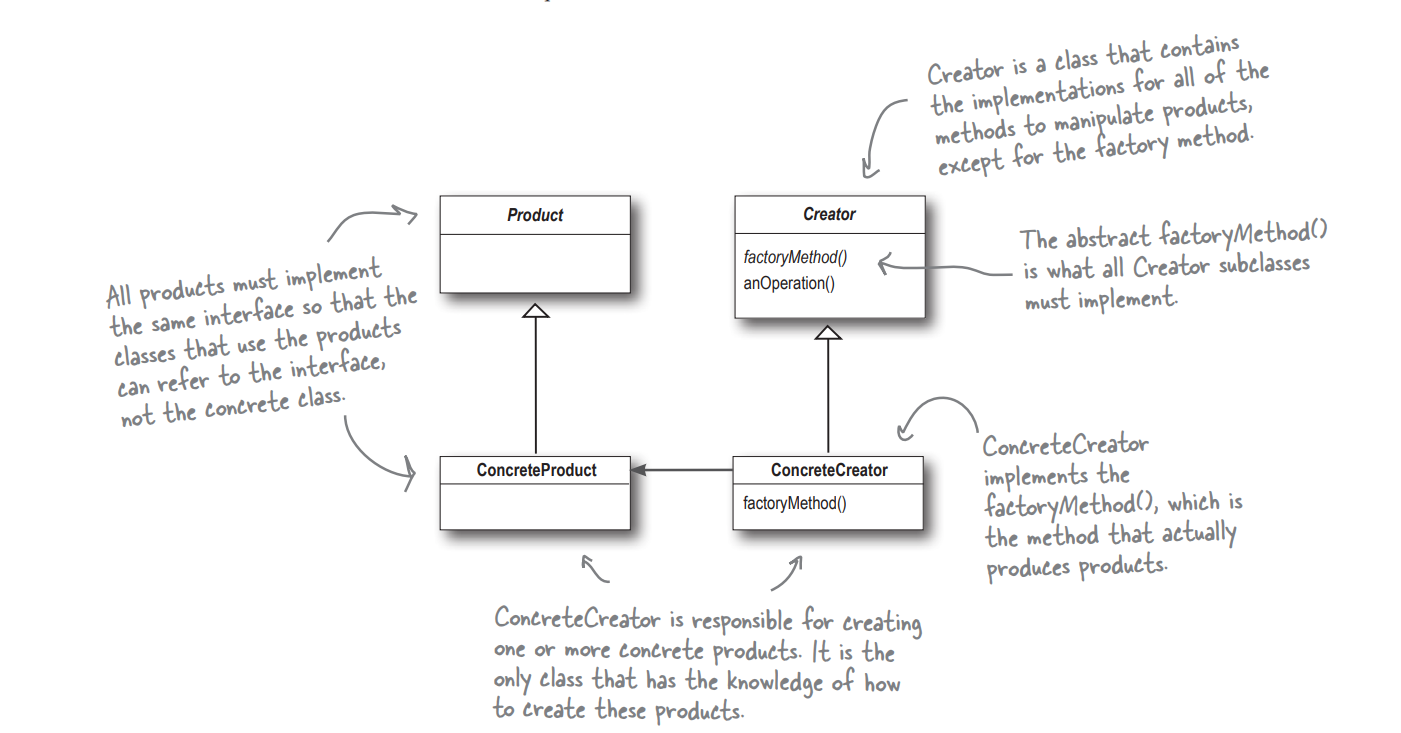 Creator is a class that contains
the implementations for all of the
methods to manipulate products,
except for the factory method.
Product
Creator
factoryMethod()
anOperation()
The abstract factoryMethod()
is what all Creator subclasses
must implement.
All products must implement
the same interface so that the
classes that use the products
can refer to the interface,
not the concrete class.
ConcreteProduct
ConcreteCreator
factoryMethod()
ConcreteCreator
implements the
factoryMethod(), which is
the method that actually
produces products.
ConcreteCreator is responsible for creating
one or more concrete products. It is the
only class that has the knowledge of how
to create these products.